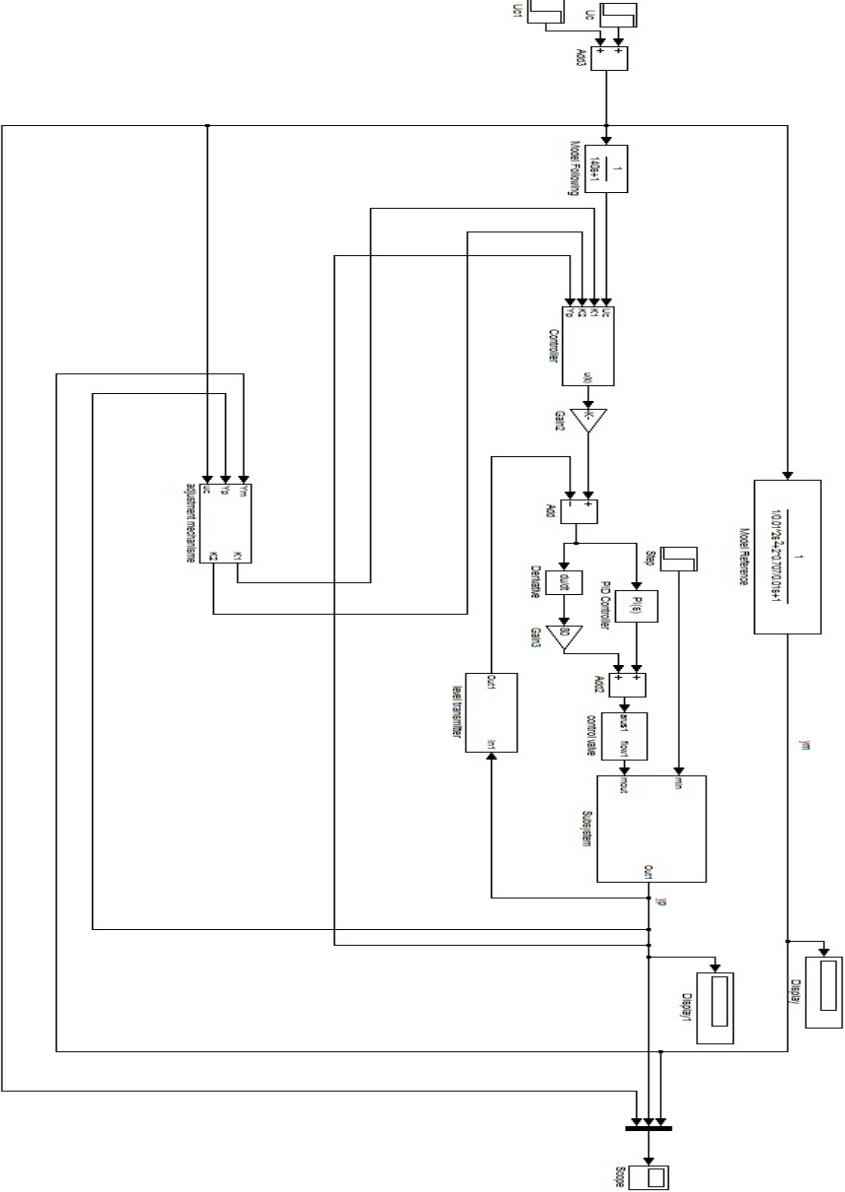 Uc
Uc1
+
+
Add3
1
140s+1
Model Following
Uc
K1
K2
Yp
u(k)
Controller
-K-
Gain2
+
-
Add
du/dt
Derivative
80
Gain3
Step
PI(s)
PID Controller
+
+
Add2
arus1
flow1
control valve
min
mout
Out1
Subsystem
yp
Out1
In1
level transmitter
Ym
Yp
uc
K1
K2
adjustment mechanisme
1
1/0.01^2s^2+2*0.707/0.01s+1
Model Reference
ym
Display
Display1
Scope